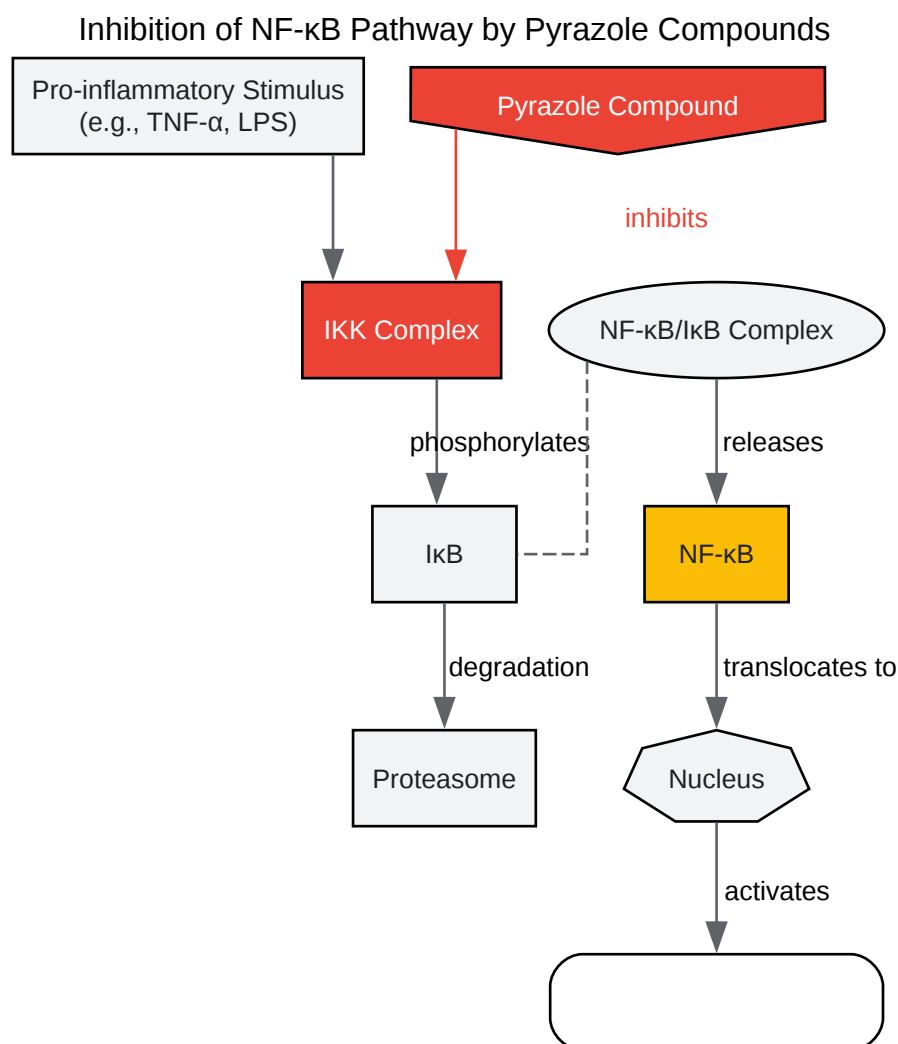 Inhibition of NF-κB Pathway by Pyrazole Compounds
Pro-inflammatory Stimulus
(e.g., TNF-α, LPS)
Pyrazole Compound
inhibits
IKK Complex
NF-κB/IκB Complex
phosphorylates
releases
IκB
NF-κB
degradation
translocates to
Proteasome
Nucleus
activates